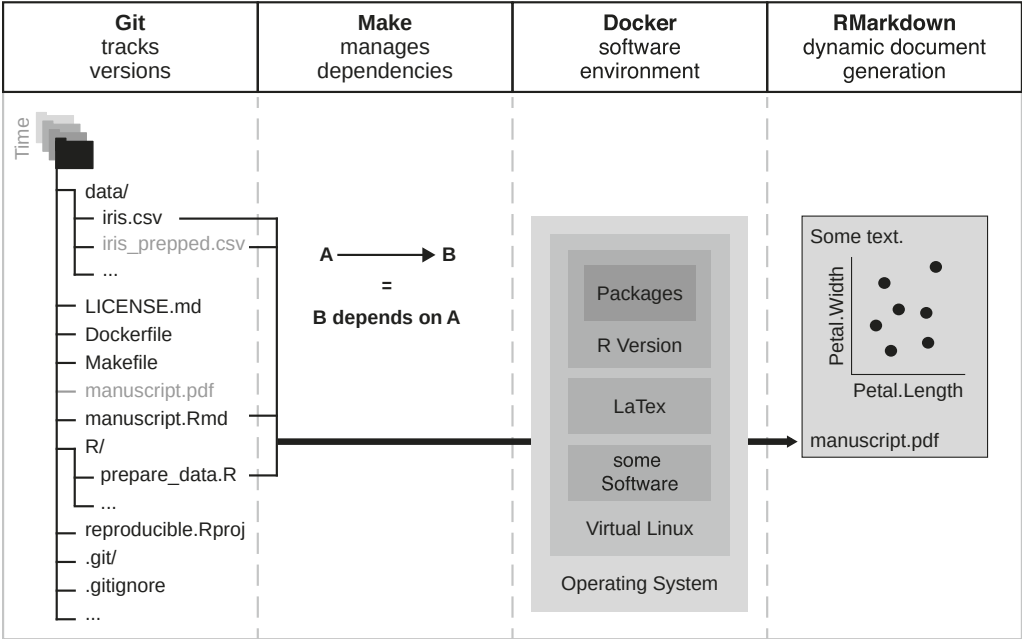 Git
tracks
versions
Make
manages
dependencies
Docker
software
environment
RMarkdown
dynamic document
generation
Time
data/
iris.csv
iris_prepped.csv
...
LICENSE.md
Dockerfile
Makefile
manuscript.pdf
manuscript.Rmd
R/
prepare_data.R
...
reproducible.Rproj
.git/
.gitignore
...
A B
=
B depends on A
Packages
R Version
LaTex
some
Software
Virtual Linux
Operating System
Some text.
Petal.Width
Petal.Length
manuscript.pdf